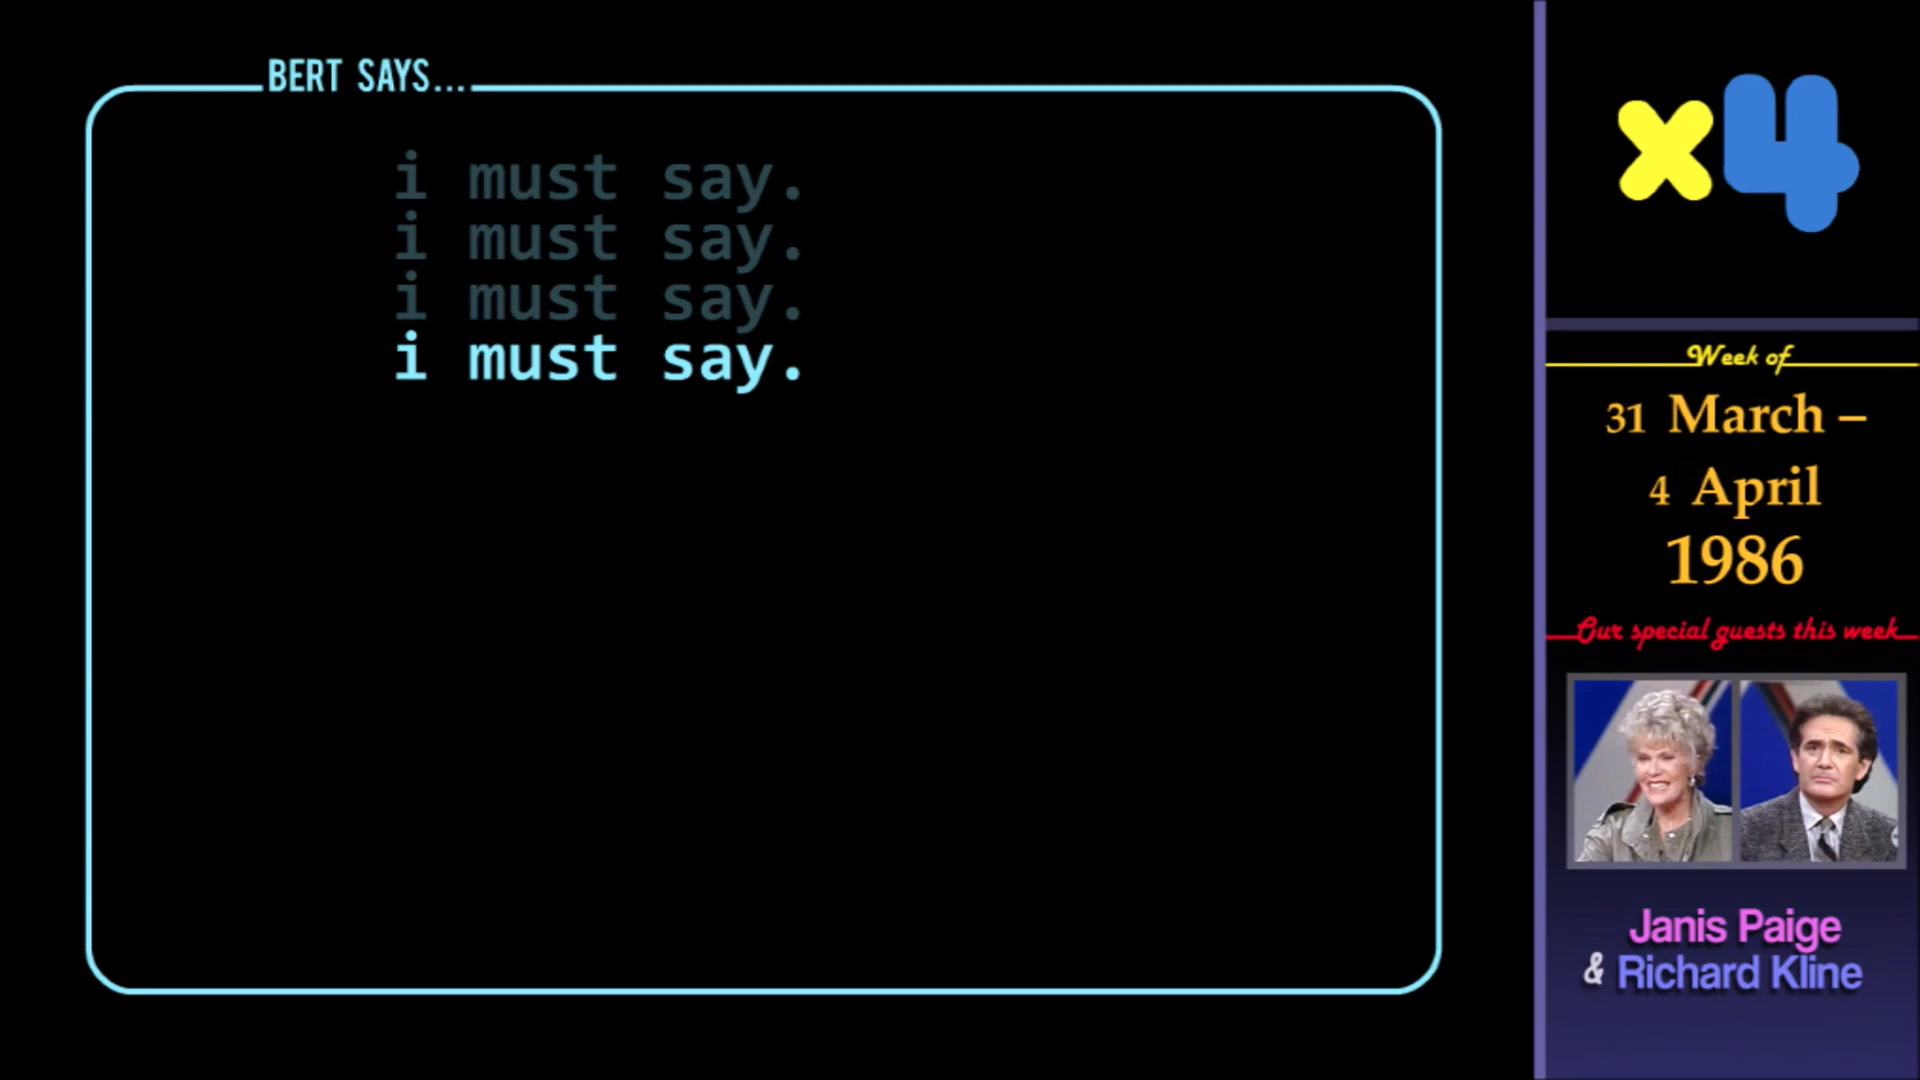 BERT SAYS...
i must say.
i must say.
i must say.
i must say.
x4
Week of
31 March –
4 April
1986
Our special guests this week
Janis Paige
& Richard Kline